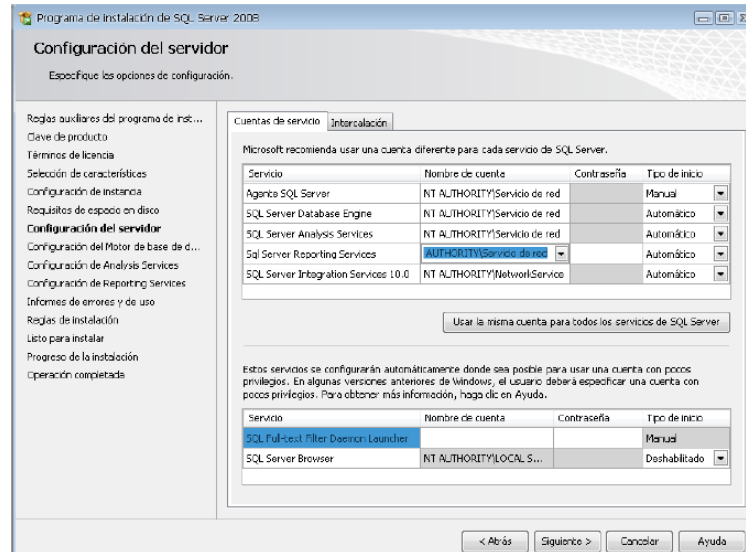 Programa de instalación de SQL Server 2008
Configuración del servidor
Especifique las opciones de configuración.
Reglas auxiliares del programa de inst...
Clave de producto
Términos de licencia
Selección de características
Configuración de instancia
Requisitos de espacio en disco
Configuración del servidor
Configuración del Motor de base de d...
Configuración de Analysis Services
Configuración de Reporting Services
Informes de errores y de uso
Reglas de instalación
Listo para instalar
Progreso de la instalación
Operación completada
Cuentas de servicio Intercalación
Microsoft recomienda usar una cuenta diferente para cada servicio de SQL Server.
Servicio Nombre de cuenta Contraseña Tipo de inicio
Agente SQL Server NT AUTHORITY\Servicio de red Manual
SQL Server Database Engine NT AUTHORITY\Servicio de red Automático
SQL Server Analysis Services NT AUTHORITY\Servicio de red Automático
Sql Server Reporting Services AUTHORITY\Servicio de red Automático
SQL Server Integration Services 10.0 NT AUTHORITY\NetworkService Automático
Usar la misma cuenta para todos los servicios de SQL Server
Estos servicios se configurarán automáticamente donde sea posible para usar una cuenta con pocos
privilegios. En algunas versiones anteriores de Windows, el usuario deberá especificar una cuenta con
pocos privilegios. Para obtener más información, haga clic en Ayuda.
Servicio Nombre de cuenta Contraseña Tipo de inicio
SQL Full-text Filter Daemon Launcher Manual
SQL Server Browser NT AUTHORITY\LOCAL S... Deshabilitado
< Atrás Siguiente > Cancelar Ayuda